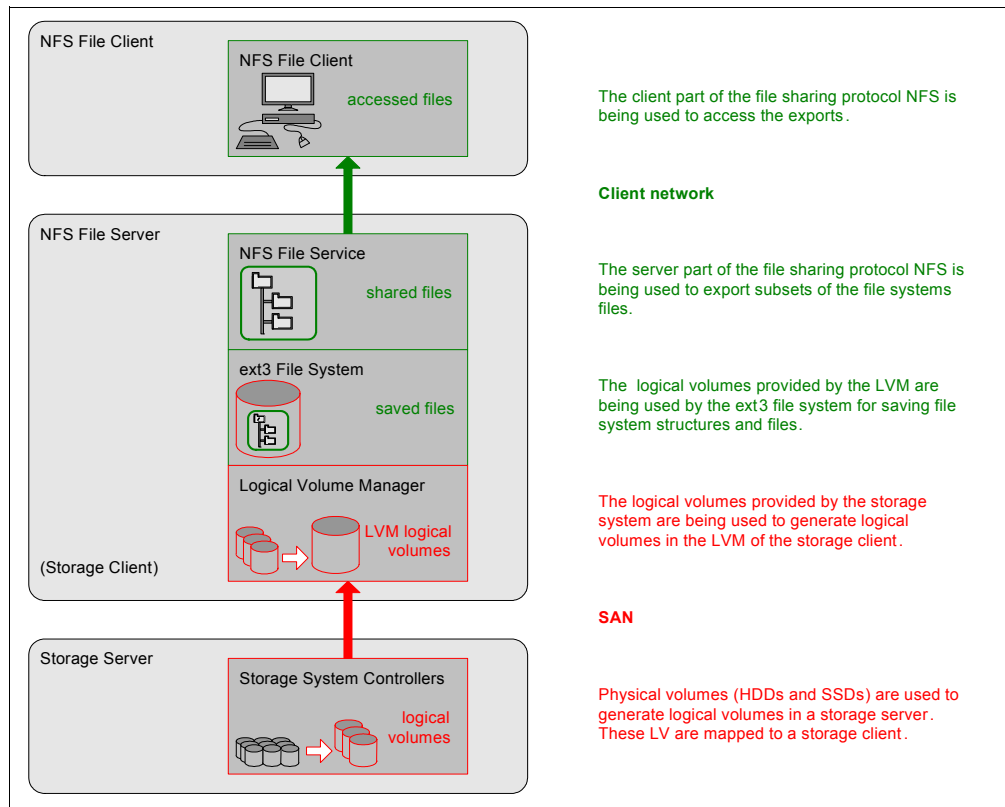 NFS File Client
NFS File Client
accessed files
The client part of the file sharing protocol NFS is
being used to access the exports.
Client network
NFS File Server
NFS File Service
shared files
The server part of the file sharing protocol NFS is
being used to export subsets of the file systems
files.
ext3 File System
saved files
The logical volumes provided by the LVM are
being used by the ext3 file system for saving file
system structures and files.
Logical Volume Manager
LVM logical
volumes
The logical volumes provided by the storage
system are being used to generate logical
volumes in the LVM of the storage client.
(Storage Client)
SAN
Storage Server
Storage System Controllers
logical
volumes
Physical volumes (HDDs and SSDs) are used to
generate logical volumes in a storage server.
These LV are mapped to a storage client.